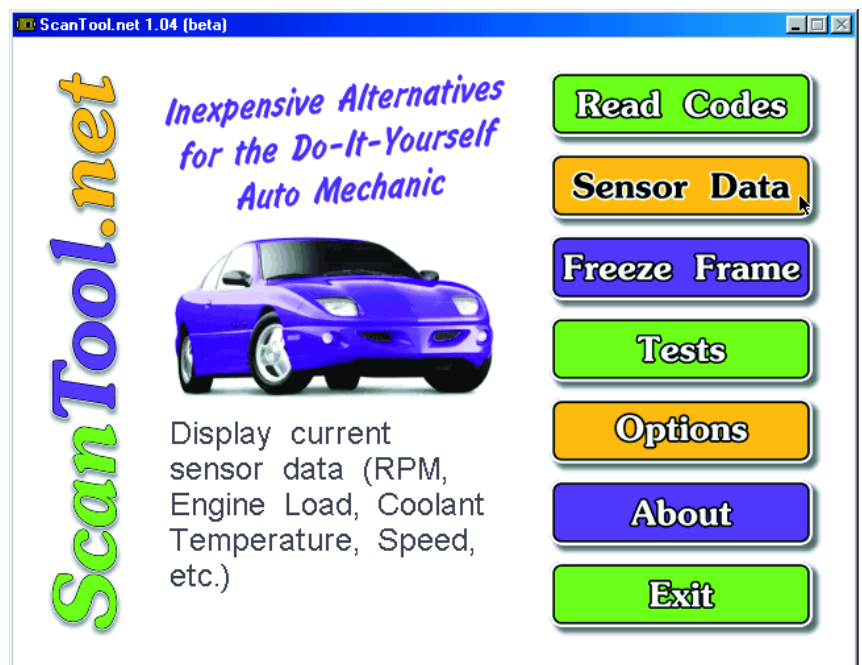 ScanTool.net 1.04 (beta)
ScanTool.net
Inexpensive Alternatives
for the Do-It-Yourself
Auto Mechanic
Display current
sensor data (RPM,
Engine Load, Coolant
Temperature, Speed,
etc.)
Read Codes
Sensor Data
Freeze Frame
Tests
Options
About
Exit